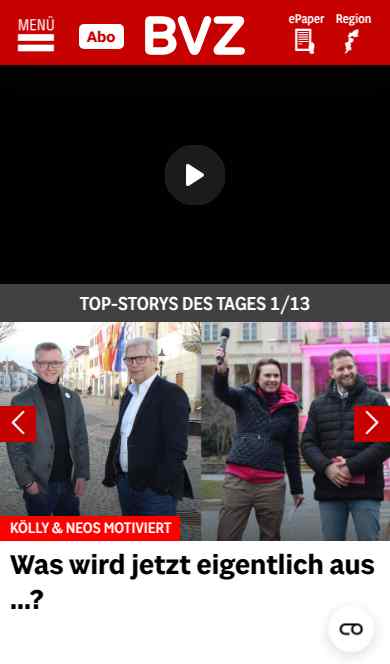 MENÜ
Abo
BVZ
ePaper
Region
TOP-STORYS DES TAGES 1/13
KÖLLY & NEOS MOTIVIERT
Was wird jetzt eigentlich aus
...?